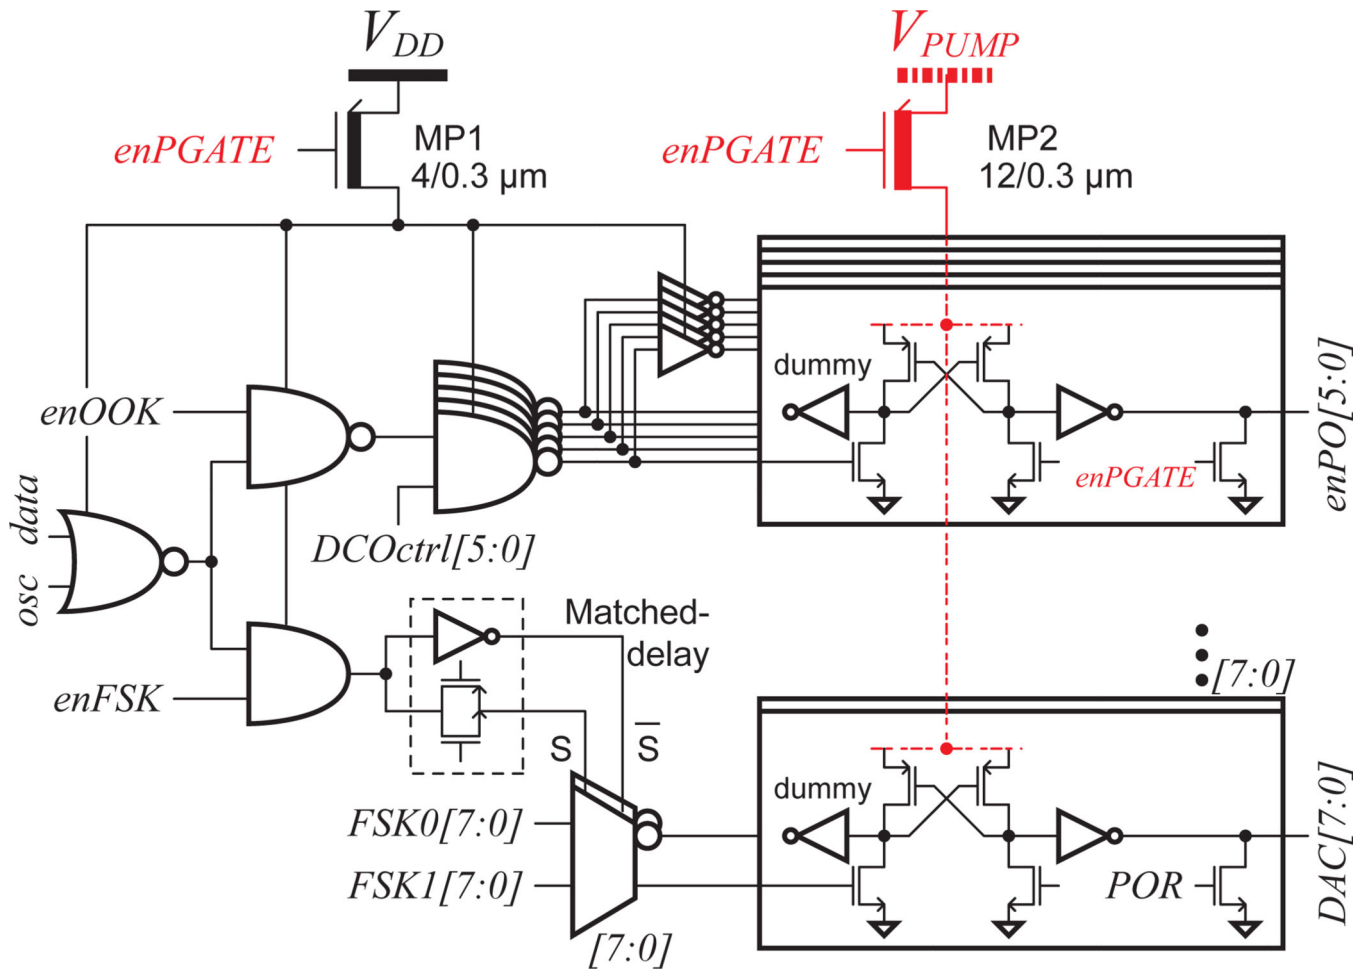 V_DD
V_PUMP
enPGATE
MP1
4/0.3 μm
enPGATE
MP2
12/0.3 μm
enOOK
data
osc
DCOctrl[5:0]
dummy
enPGATE
enPO[5:0]
enFSK
Matched-
delay
S
S̅
FSK0[7:0]
FSK1[7:0]
[7:0]
[7:0]
dummy
POR
DAC[7:0]